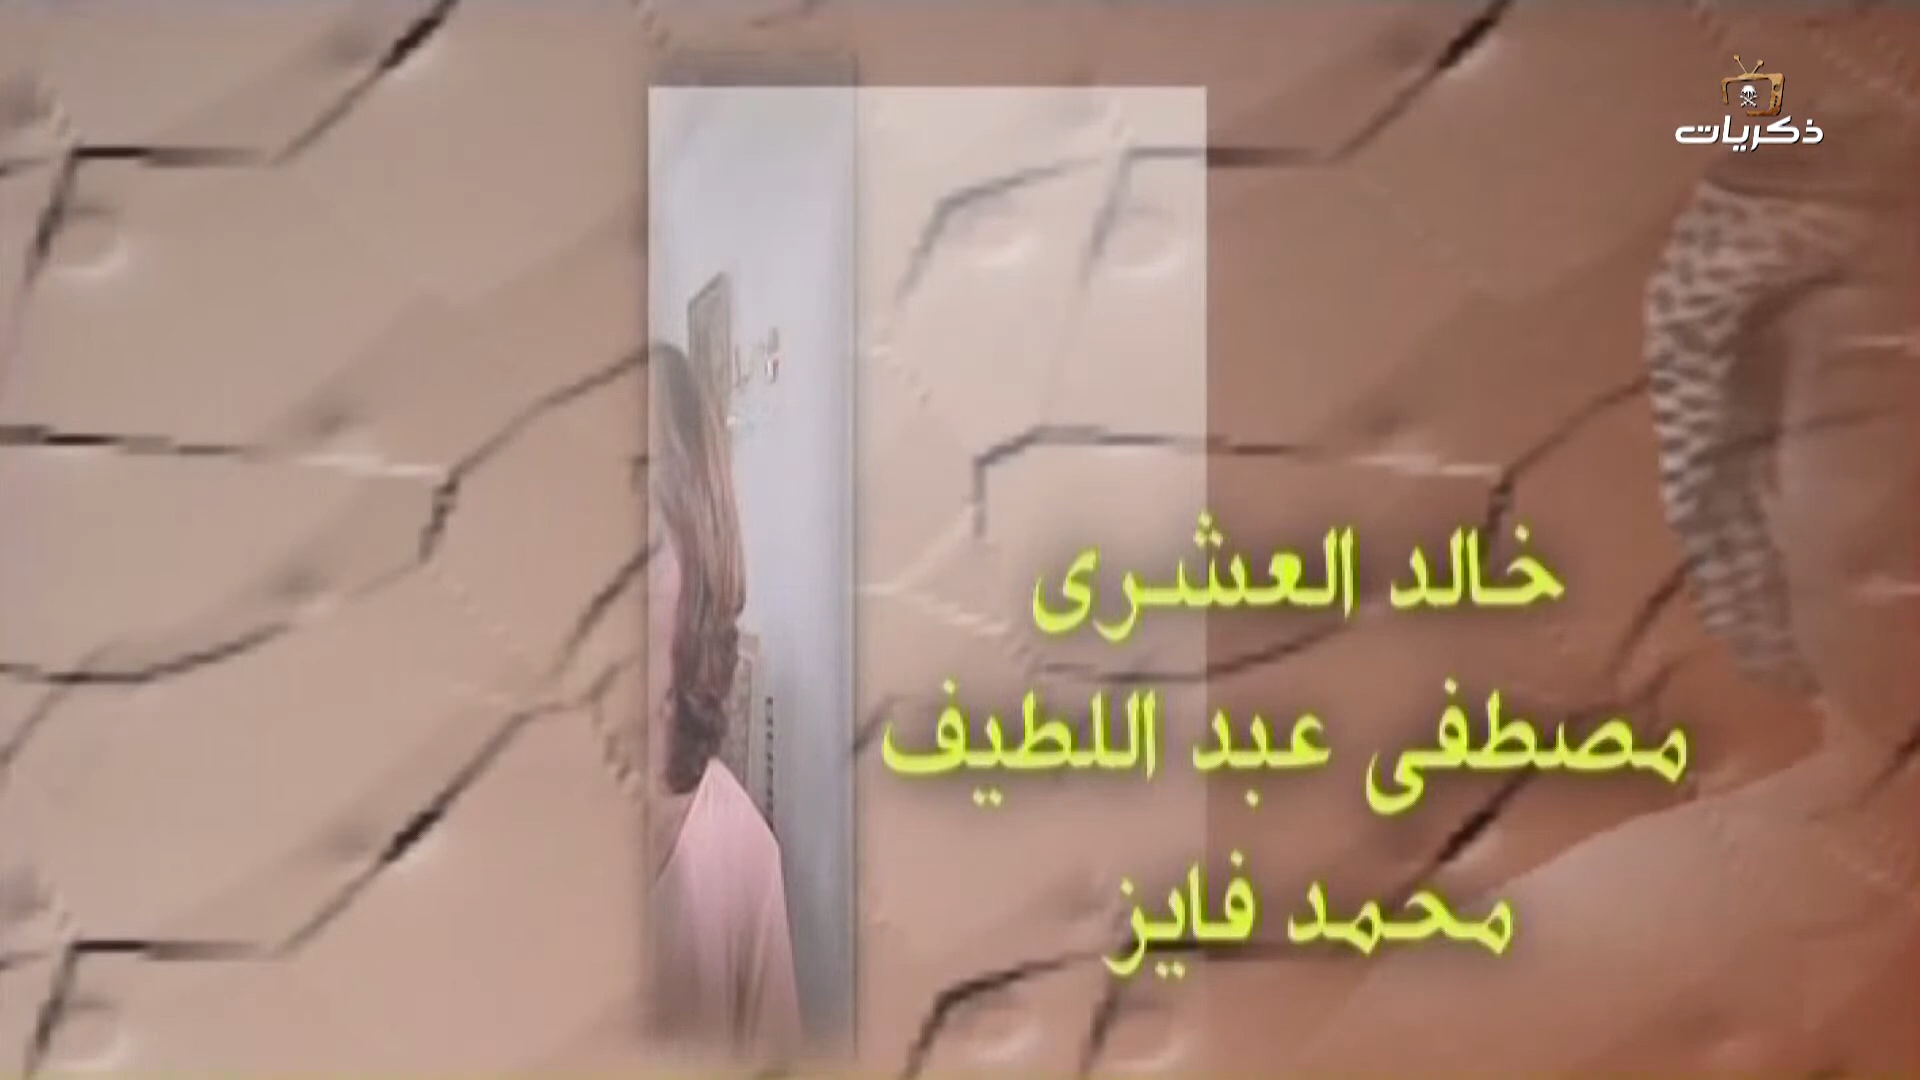 ذكريات
خالد العشرى
مصطفى عبد اللطيف
محمد فايز